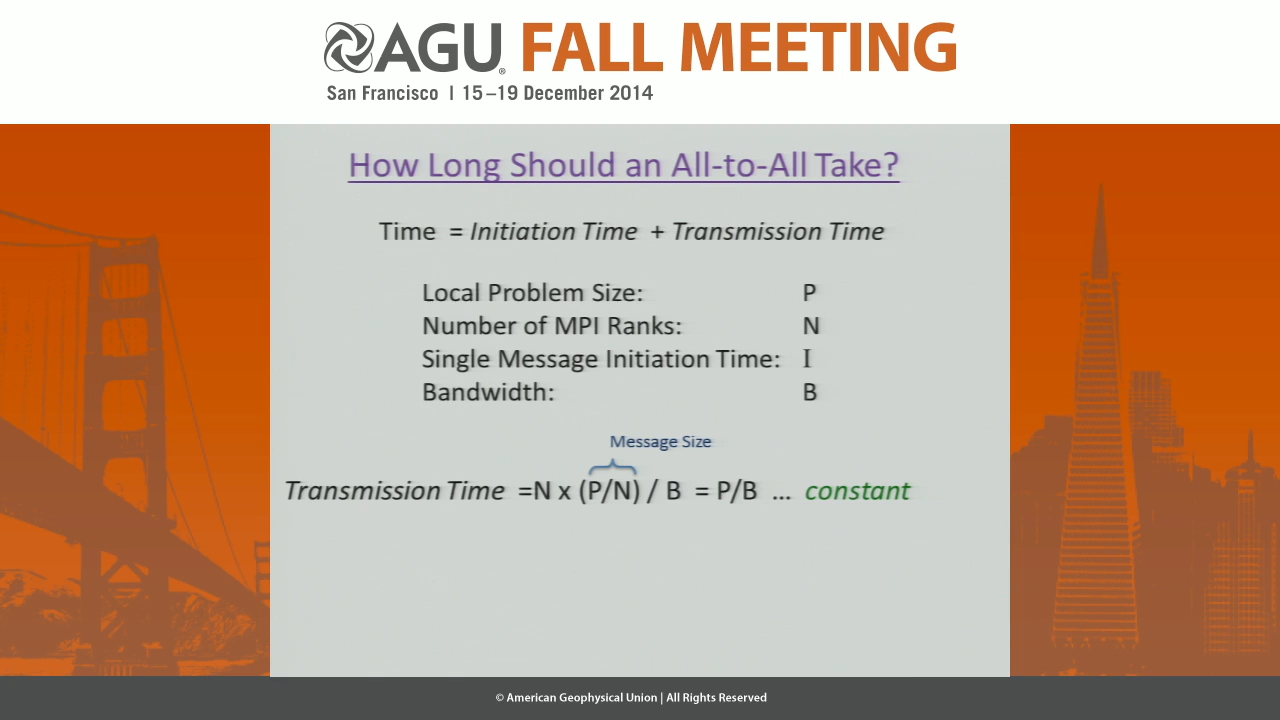 AGU® FALL MEETING
San Francisco | 15–19 December 2014
How Long Should an All-to-All Take?
Time = Initiation Time + Transmission Time
Local Problem Size: P
Number of MPI Ranks: N
Single Message Initiation Time: I
Bandwidth: B
Message Size
Transmission Time =N x (P/N) / B = P/B ... constant
© American Geophysical Union | All Rights Reserved